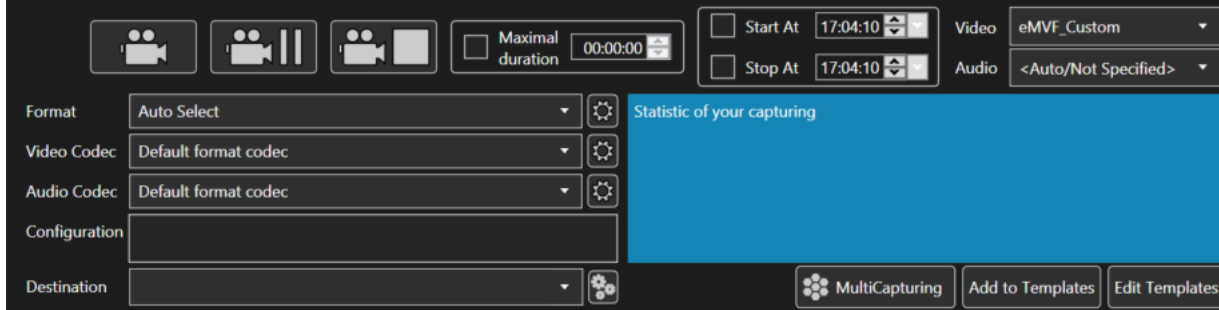 Maximal
duration
00:00:00
Start At
17:04:10
Stop At
17:04:10
Video
eMVF_Custom
Audio
<Auto/Not Specified>
Format
Auto Select
Video Codec
Default format codec
Audio Codec
Default format codec
Configuration
Destination
Statistic of your capturing
MultiCapturing
Add to Templates
Edit Templates